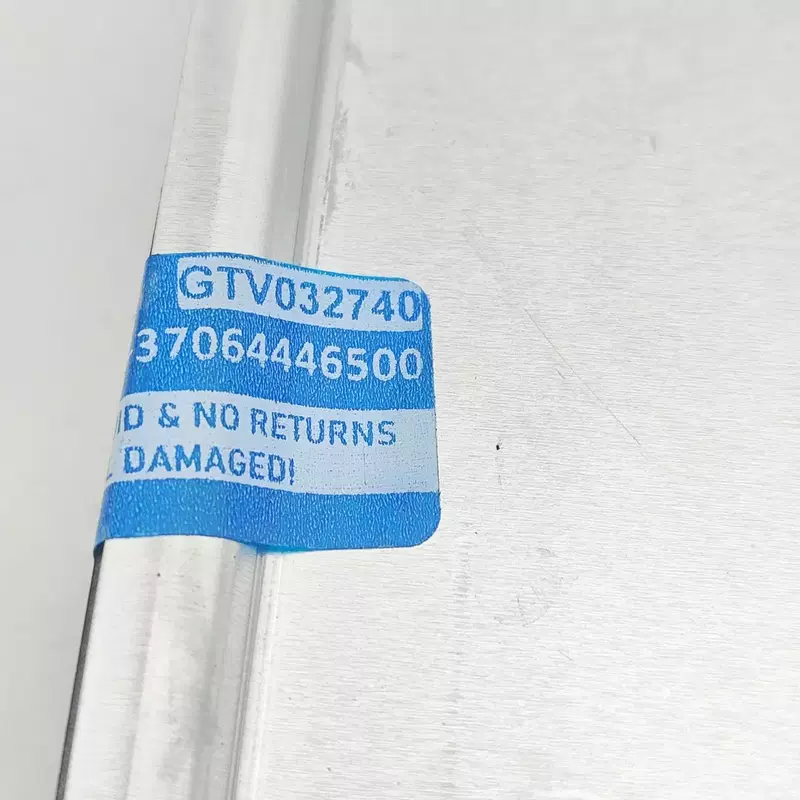 GTV032740
37064446500
& NO RETURNS
DAMAGED!